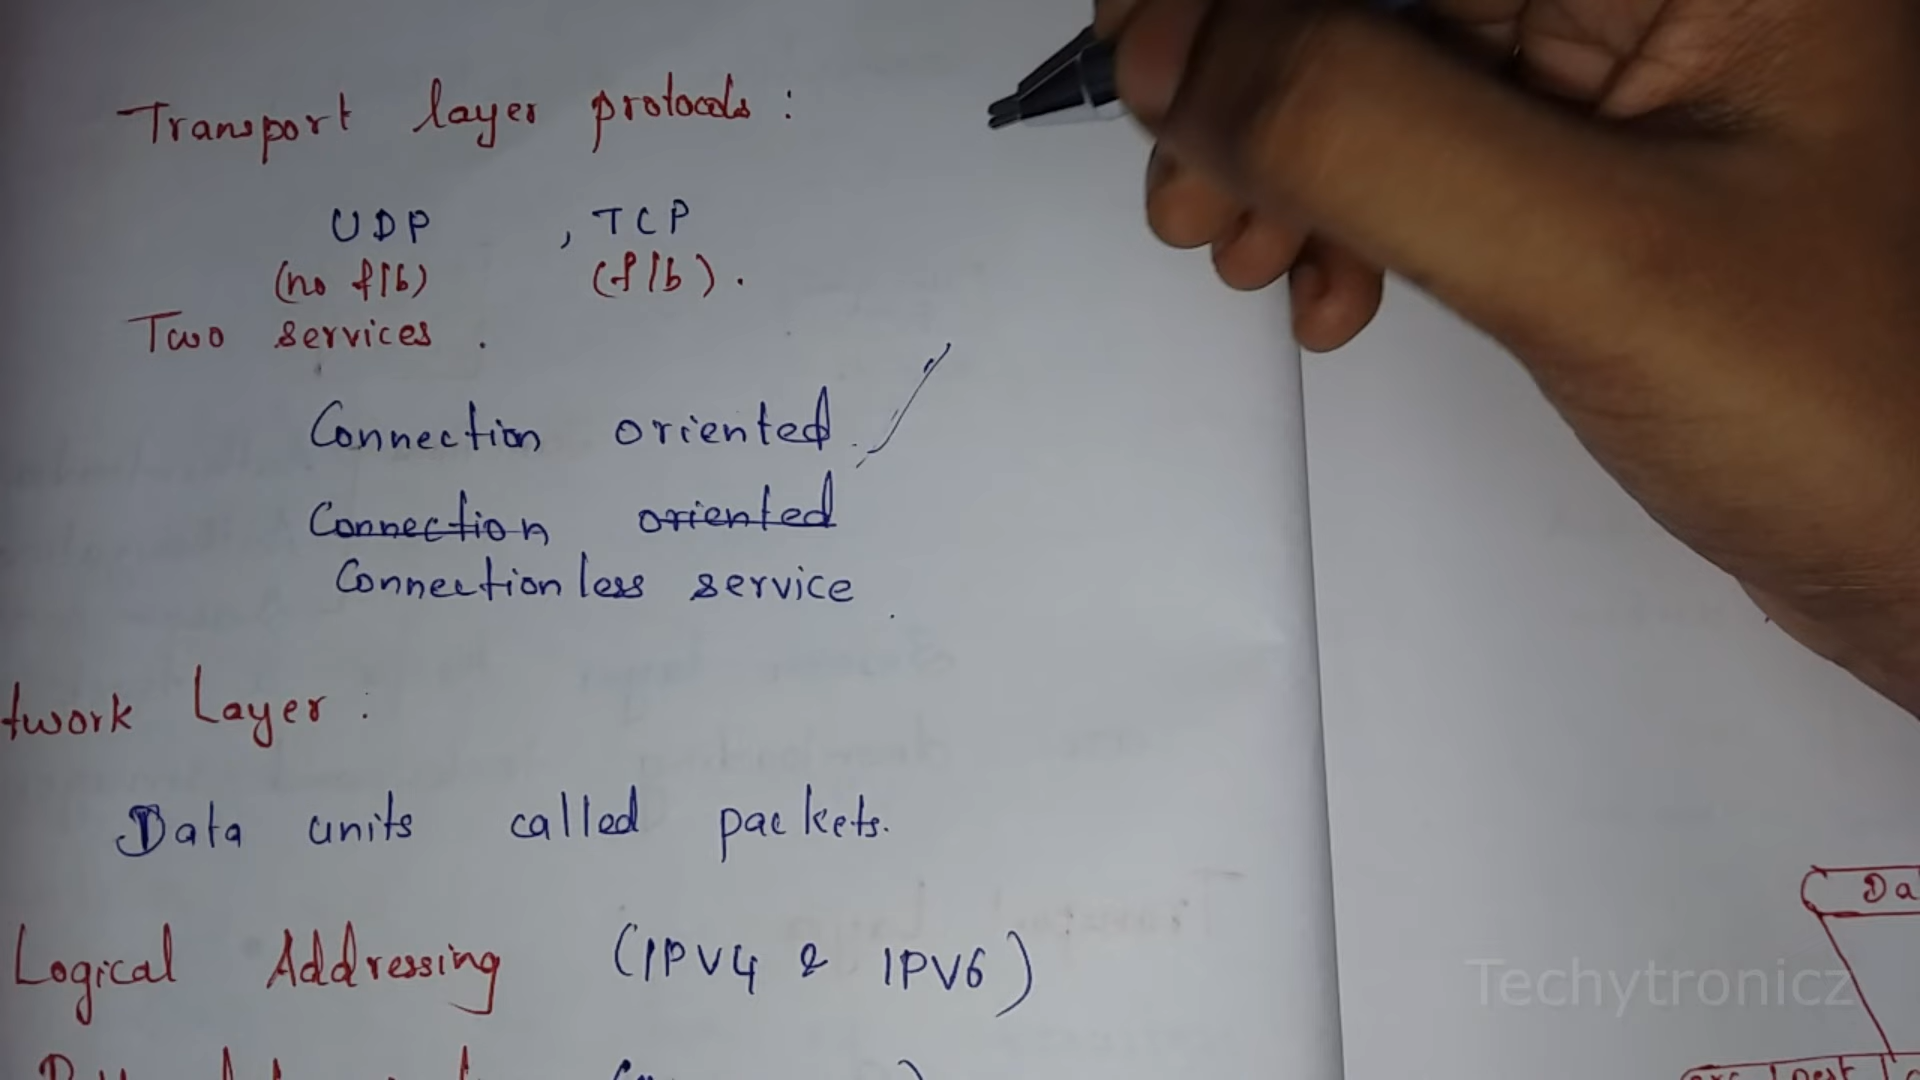 Transport layer protocols :
UDP , TCP
(no f/b) (f/b).
Two services .
Connection oriented
Connection oriented
Connectionless service
twork Layer :
Data units called packets.
Logical Addressing (IPV4 & IPV6)
Da
Techytronicz